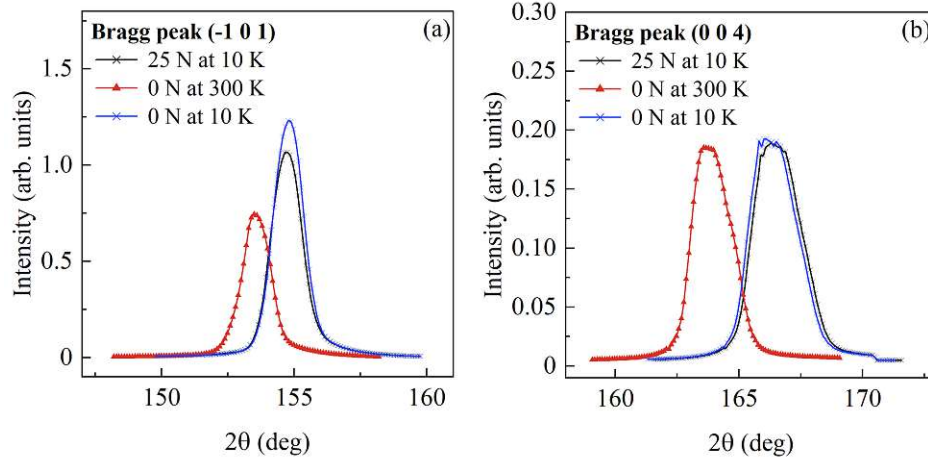 Bragg peak (-1 0 1)
(a)
25 N at 10 K
0 N at 300 K
0 N at 10 K
Intensity (arb. units)
1.5
1.0
0.5
0
150
155
160
2θ (deg)
Bragg peak (0 0 4)
(b)
25 N at 10 K
0 N at 300 K
0 N at 10 K
Intensity (arb. units)
0.30
0.25
0.20
0.15
0.10
0.05
0
160
165
170
2θ (deg)